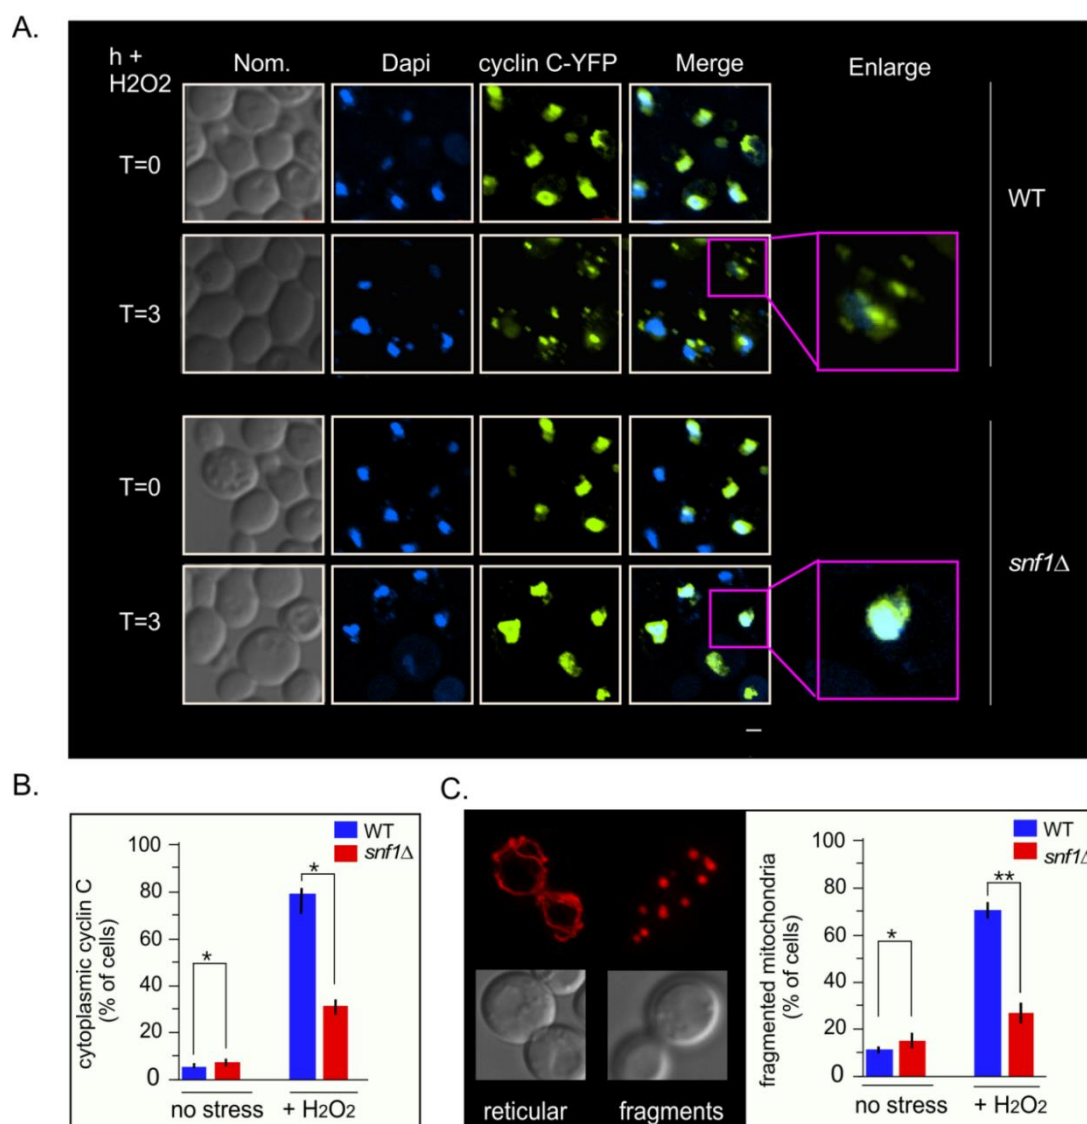 A.
h +
H2O2
Nom.
Dapi
cyclin C-YFP
Merge
Enlarge
T=0
WT
T=3
T=0
snf1Δ
T=3
B.
cytoplasmic cyclin C
(% of cells)
100
80
60
40
20
0
WT
snf1Δ
*
*
no stress
+ H2O2
C.
reticular
fragments
fragmented mitochondria
(% of cells)
100
80
60
40
20
0
WT
snf1Δ
*
**
no stress
+ H2O2